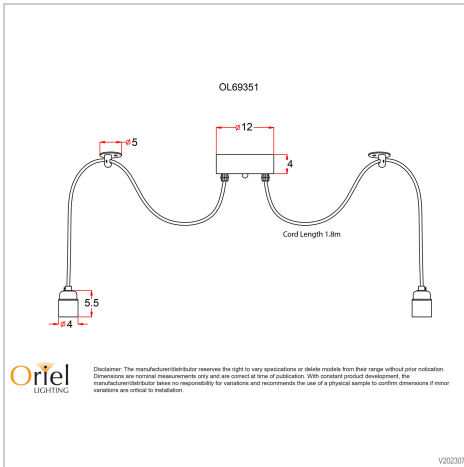 OL69351
⌀5
⌀12
4
Cord Length 1.8m
5.5
⌀4
Oriel
LIGHTING
Disclaimer: The manufacturer/distributor reserves the right to vary specications or delete models from their range without prior notication.
Dimensions are nominal measurements only and are correct at time of publication. With constant product development, the
manufacturer/distributor takes no responsibility for variations and recommends the use of a physical sample to confirm dimensions if minor
variations are critical to installation.
V202307